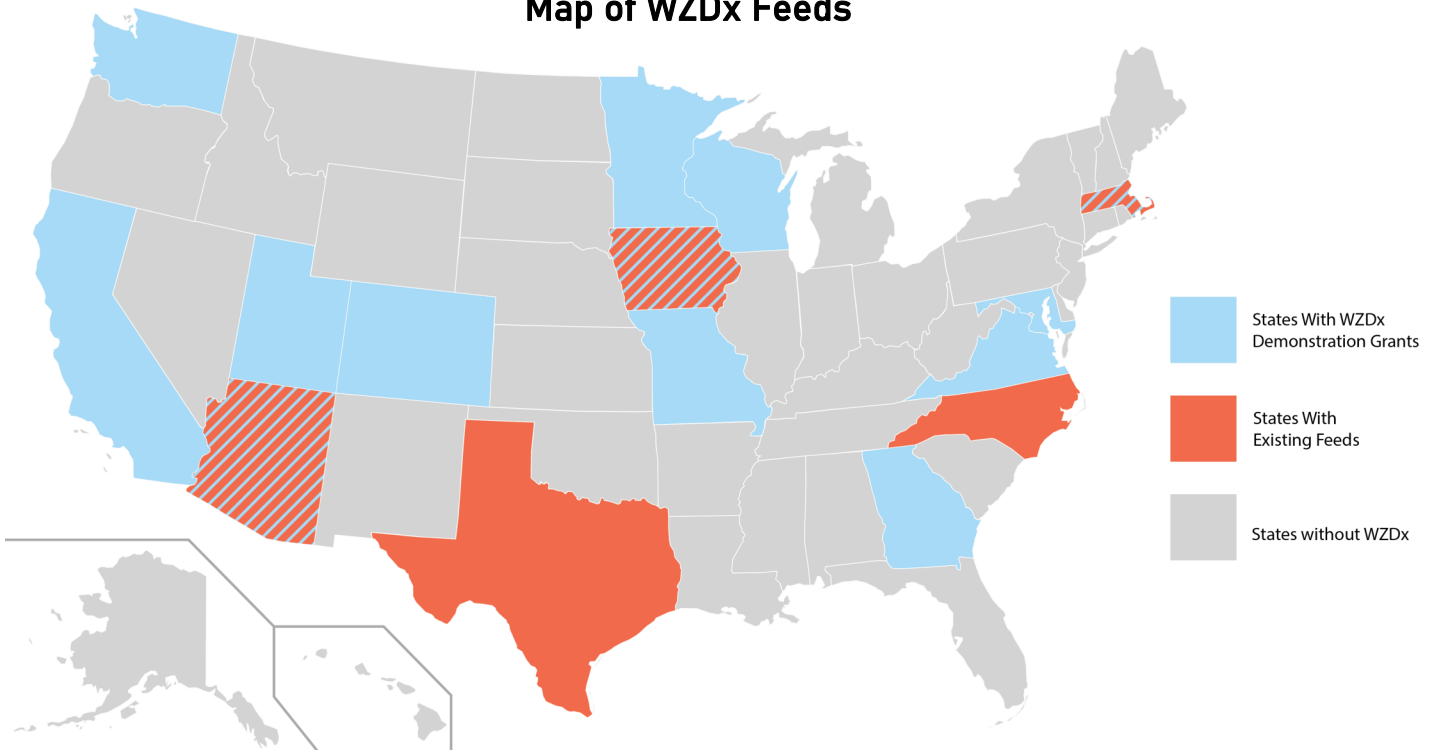 Map of WZDx Feeds
States With WZDx
Demonstration Grants
States With
Existing Feeds
States without WZDx